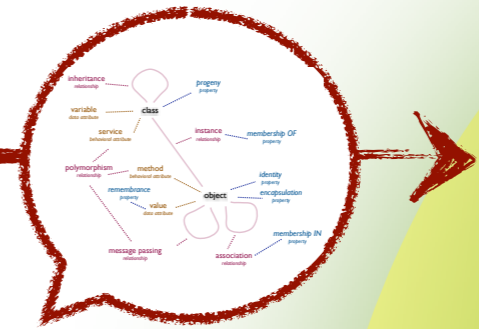 inheritance
relationship
progeny
property
class
variable
data attribute
service
behavioral attribute
instance
relationship
membership OF
property
polymorphism
relationship
method
behavioral attribute
identity
property
remembrance
property
object
encapsulation
property
value
data attribute
membership IN
property
message passing
relationship
association
relationship